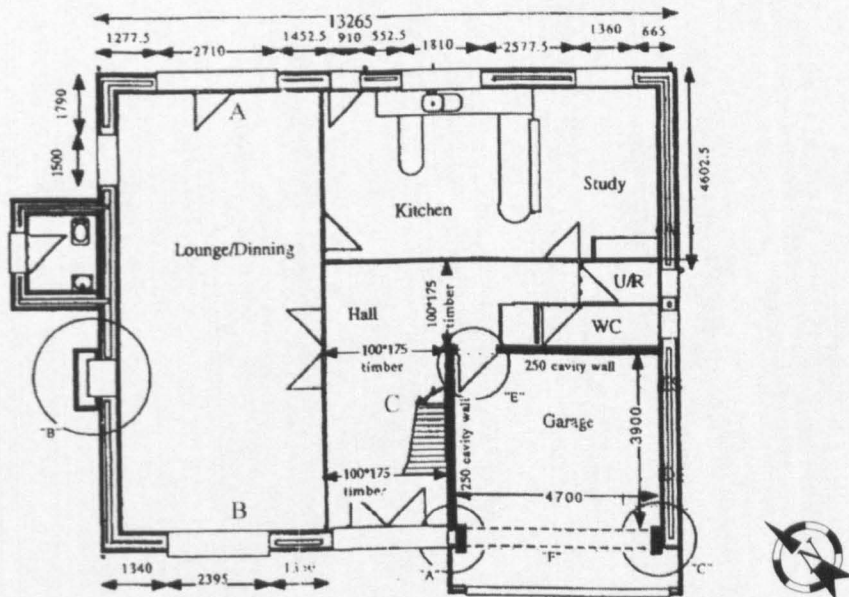 13265
1277.5 2710 1452.5 910 552.5 1810 2577.5 1360 665
1790
1500
4602.5
A
Study
Kitchen
Lounge/Dinning
U/R
Hall
100*175
timber
WC
100*175
timber
250 cavity wall
"E"
"B"
C
Garage
250 cavity wall
3900
100*175
timber
4700
B
"A"
"F"
"C"
1340 2395
N